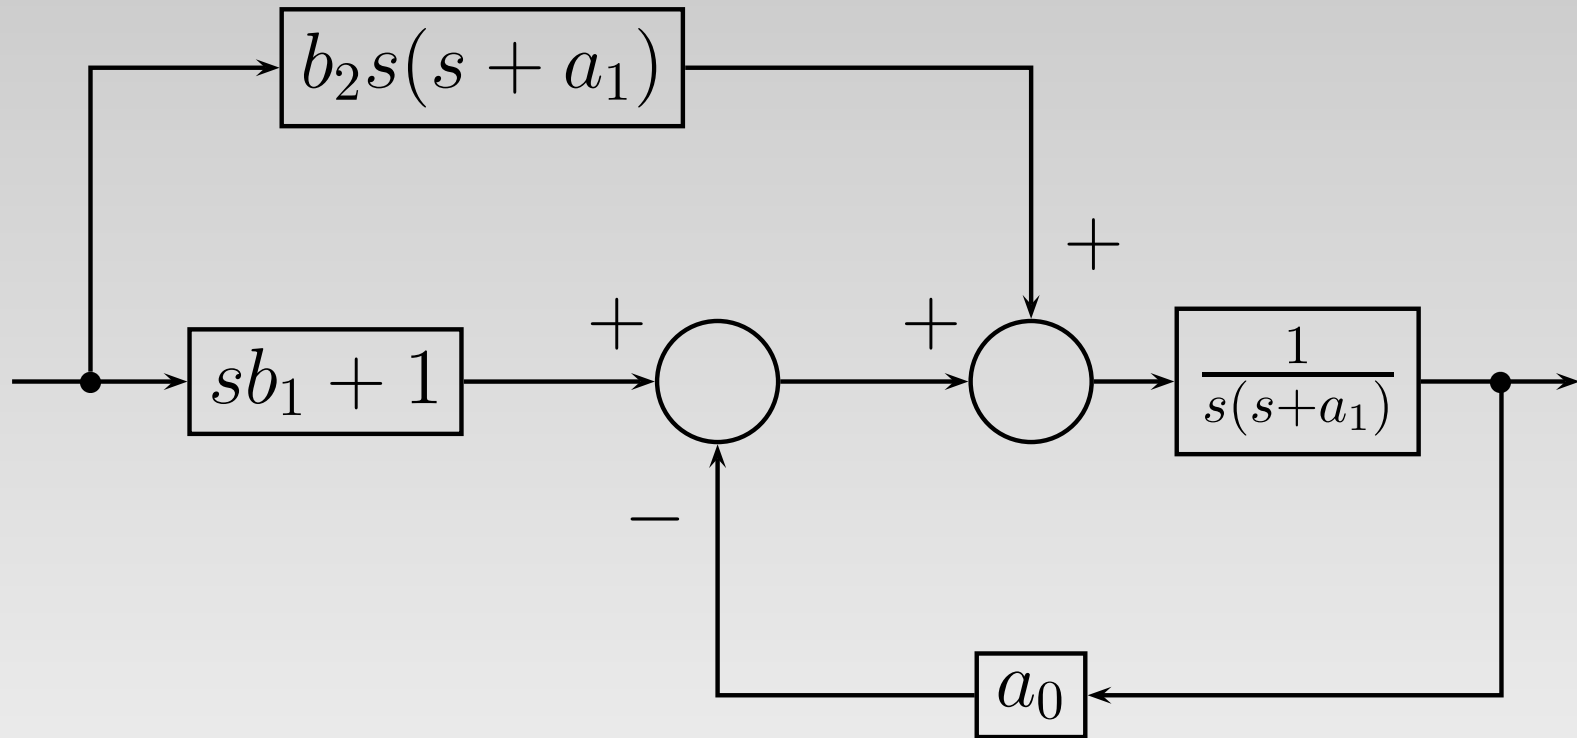 b₂s(s + a₁)
+
+
+
sb₁ + 1
1
s(s+a₁)
−
a₀